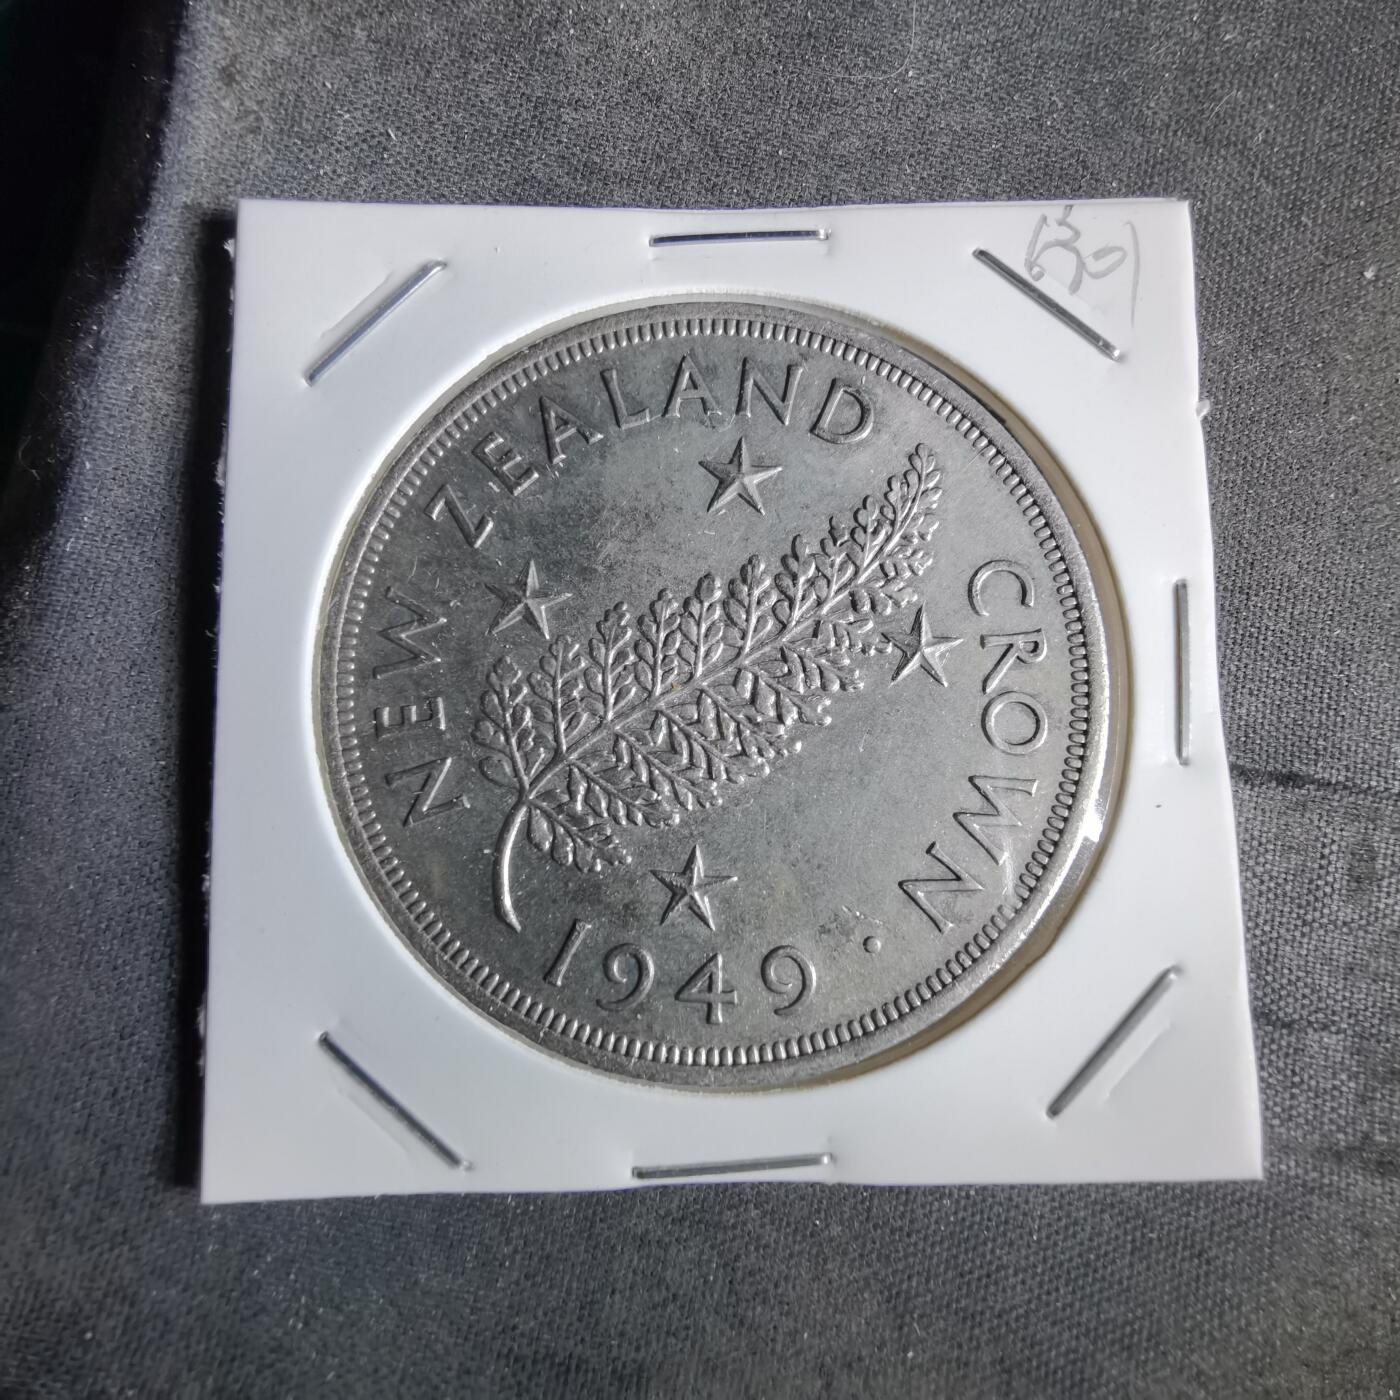 NEW ZEALAND CROWN
· 1949